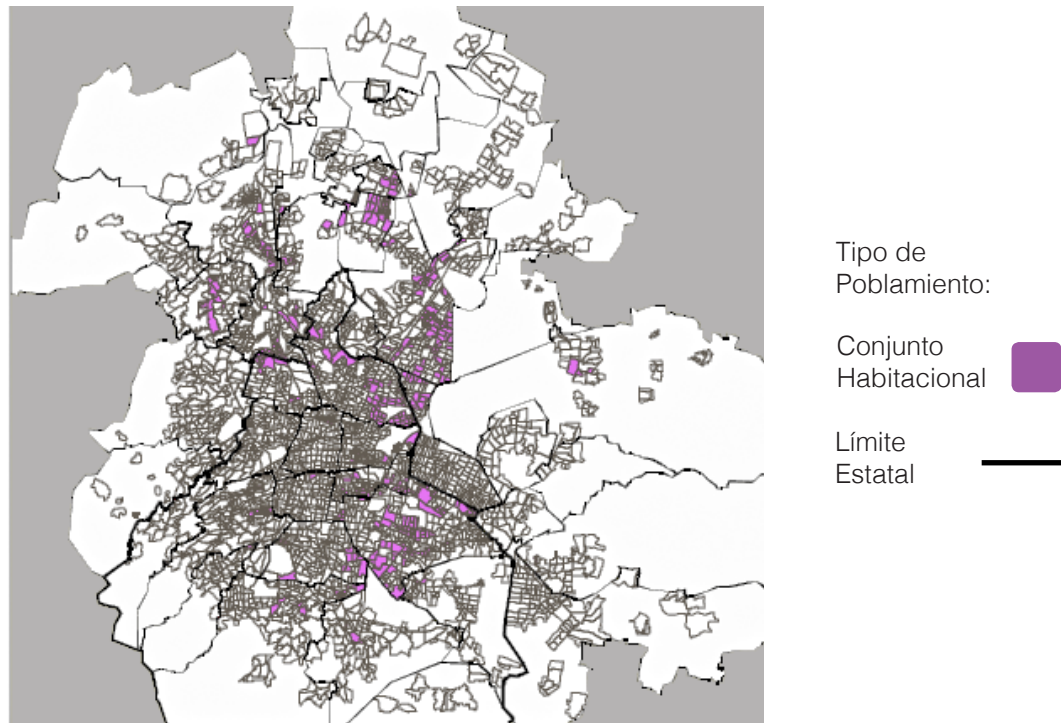 Tipo de
Poblamiento:
Conjunto
Habitacional
Límite
Estatal